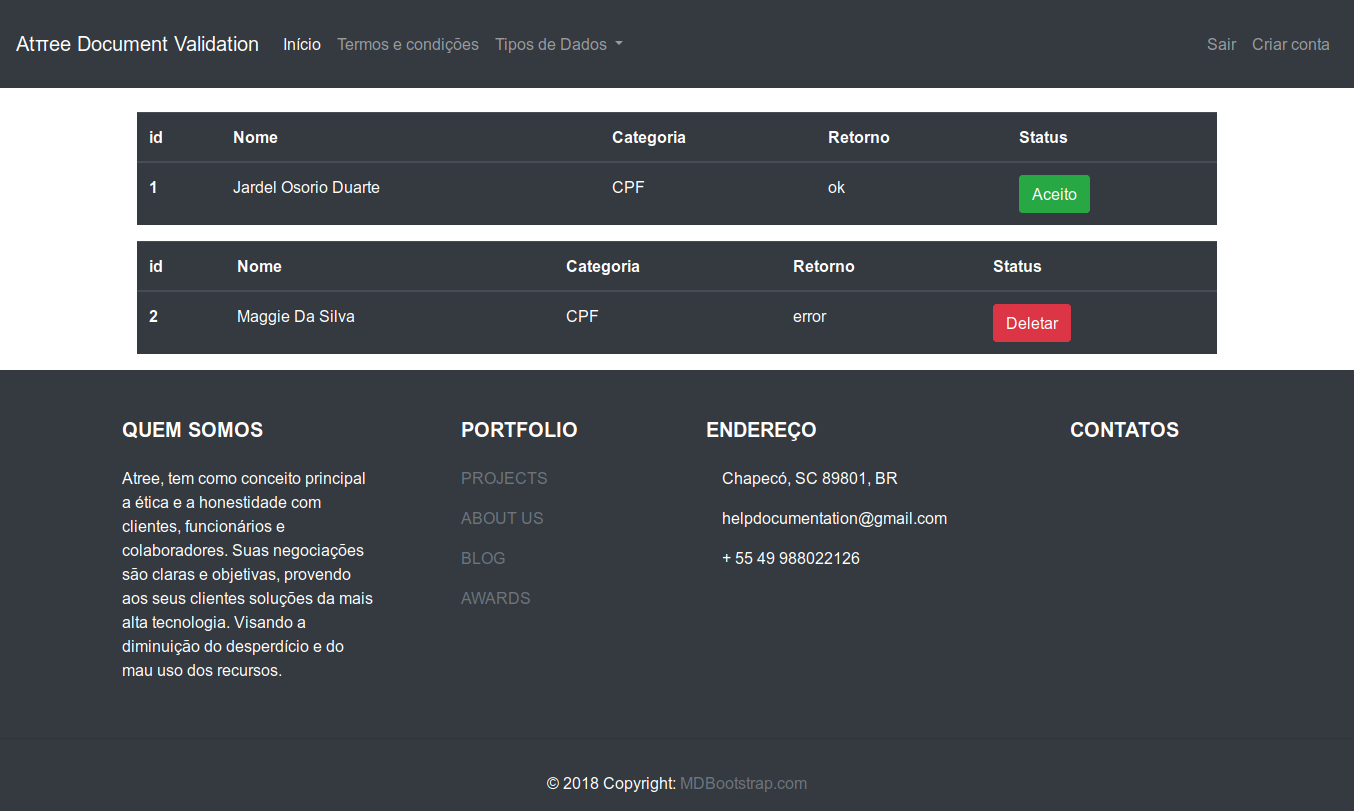 Atπee Document Validation Início Termos e condições Tipos de Dados Sair Criar conta
id Nome Categoria Retorno Status
1 Jardel Osorio Duarte CPF ok Aceito
id Nome Categoria Retorno Status
2 Maggie Da Silva CPF error Deletar
QUEM SOMOS
Atree, tem como conceito principal
a ética e a honestidade com
clientes, funcionários e
colaboradores. Suas negociações
são claras e objetivas, provendo
aos seus clientes soluções da mais
alta tecnologia. Visando a
diminuição do desperdício e do
mau uso dos recursos.
PORTFOLIO
PROJECTS
ABOUT US
BLOG
AWARDS
ENDEREÇO
Chapecó, SC 89801, BR
helpdocumentation@gmail.com
+ 55 49 988022126
CONTATOS
© 2018 Copyright: MDBootstrap.com